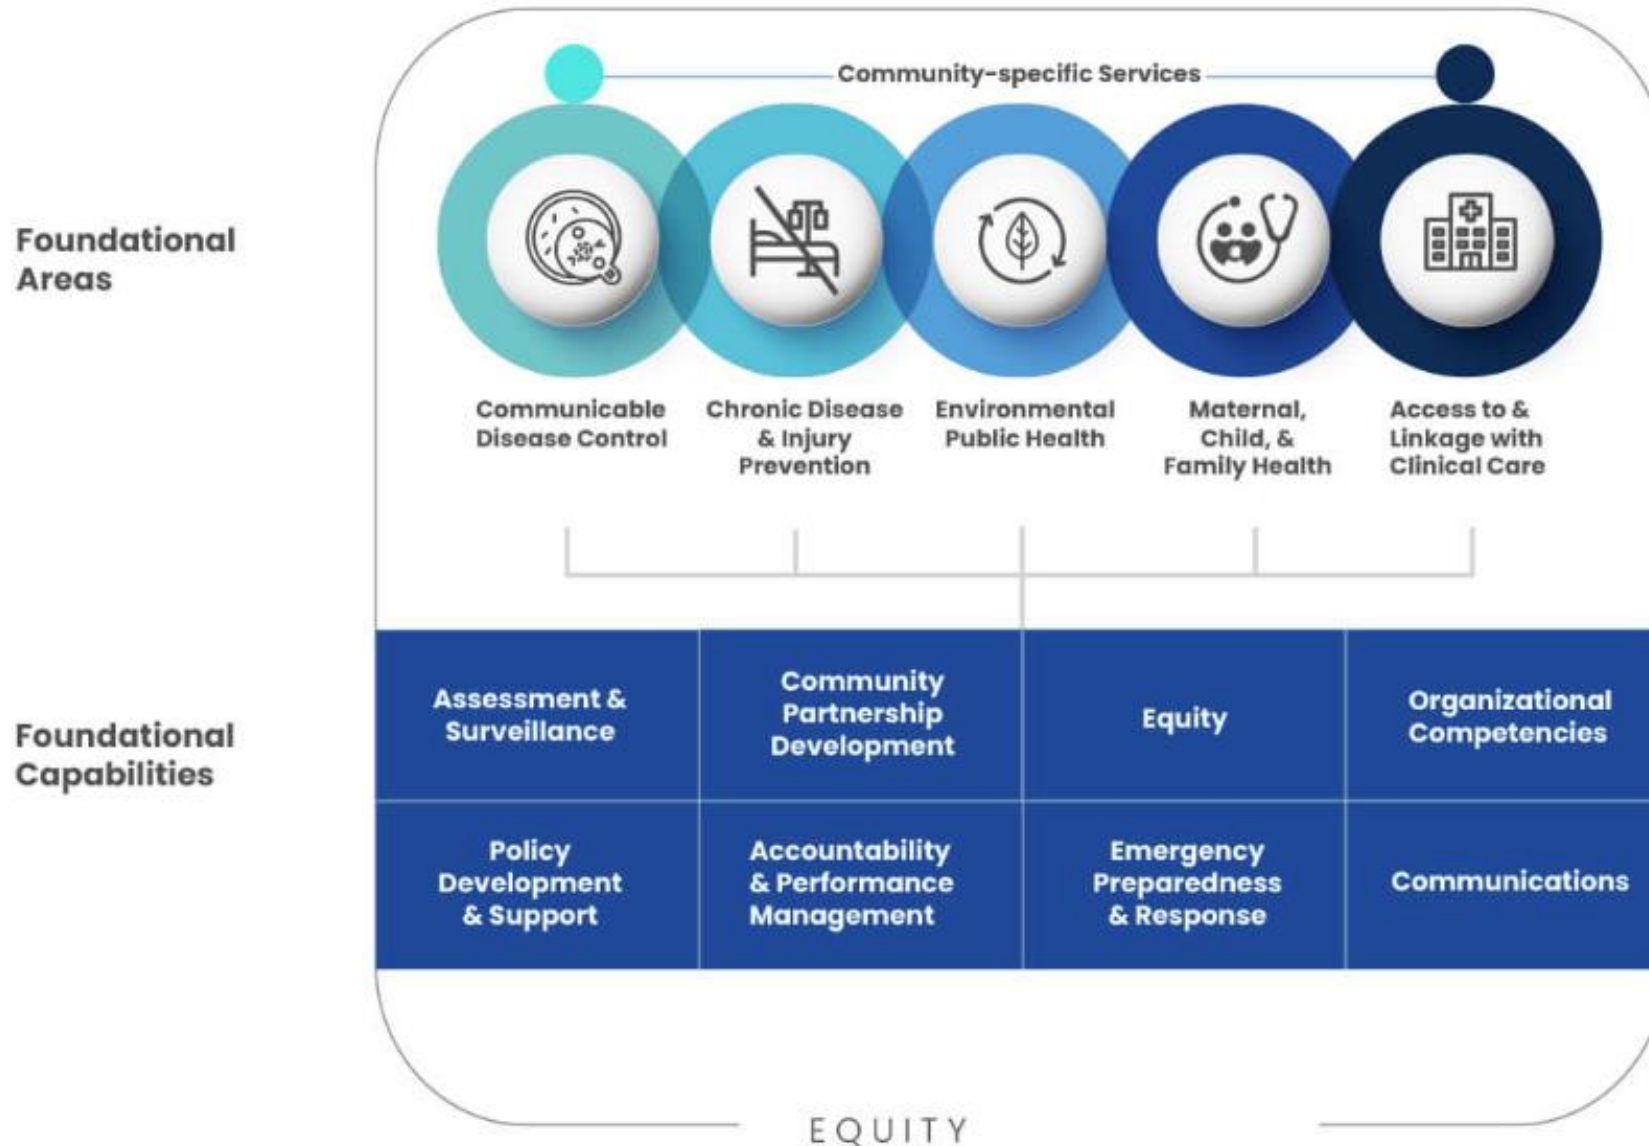 Community-specific Services
Foundational
Areas
Communicable
Disease Control
Chronic Disease
& Injury
Prevention
Environmental
Public Health
Maternal,
Child, &
Family Health
Access to &
Linkage with
Clinical Care
Foundational
Capabilities
Assessment &
Surveillance
Community
Partnership
Development
Equity
Organizational
Competencies
Policy
Development
& Support
Accountability
& Performance
Management
Emergency
Preparedness
& Response
Communications
EQUITY